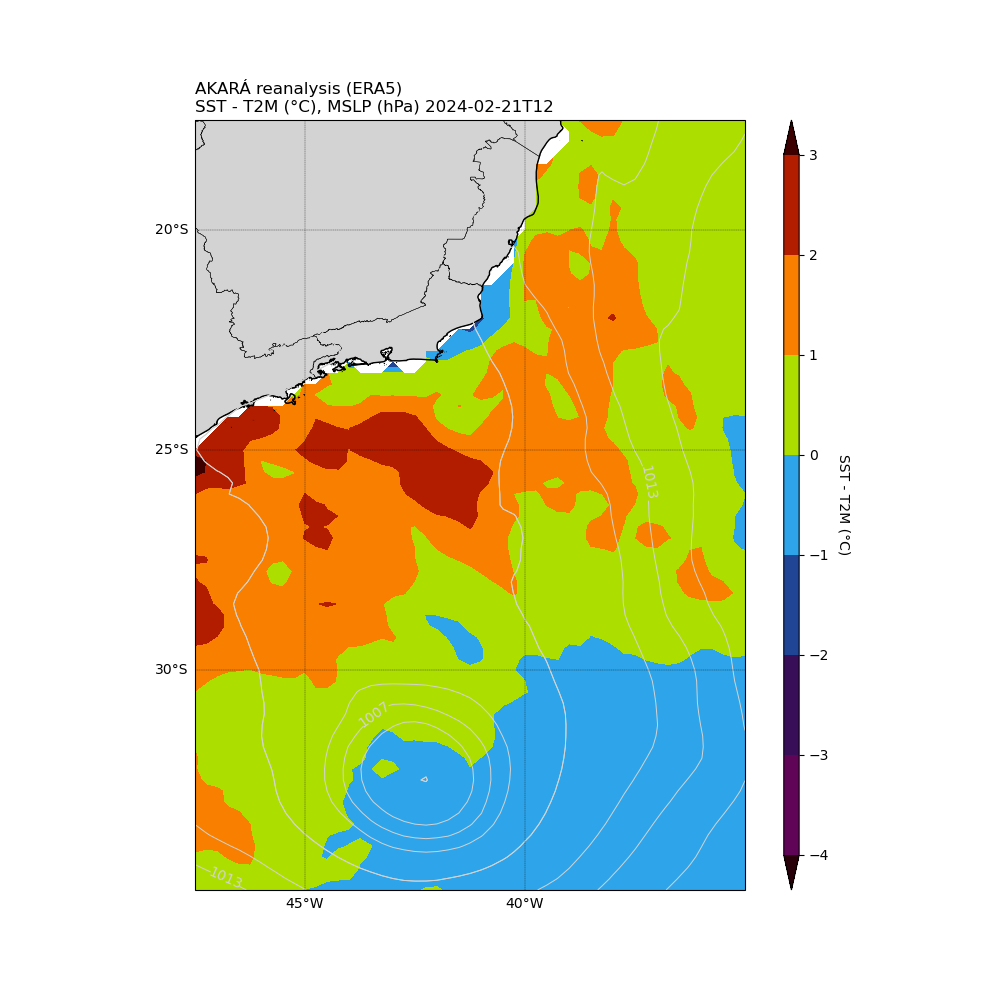 AKARÁ reanalysis (ERA5)
SST - T2M (°C), MSLP (hPa) 2024-02-21T12
20°S
25°S
30°S
45°W
40°W
1013
1007
1013
3
2
1
0
−1
−2
−3
−4
SST - T2M (°C)